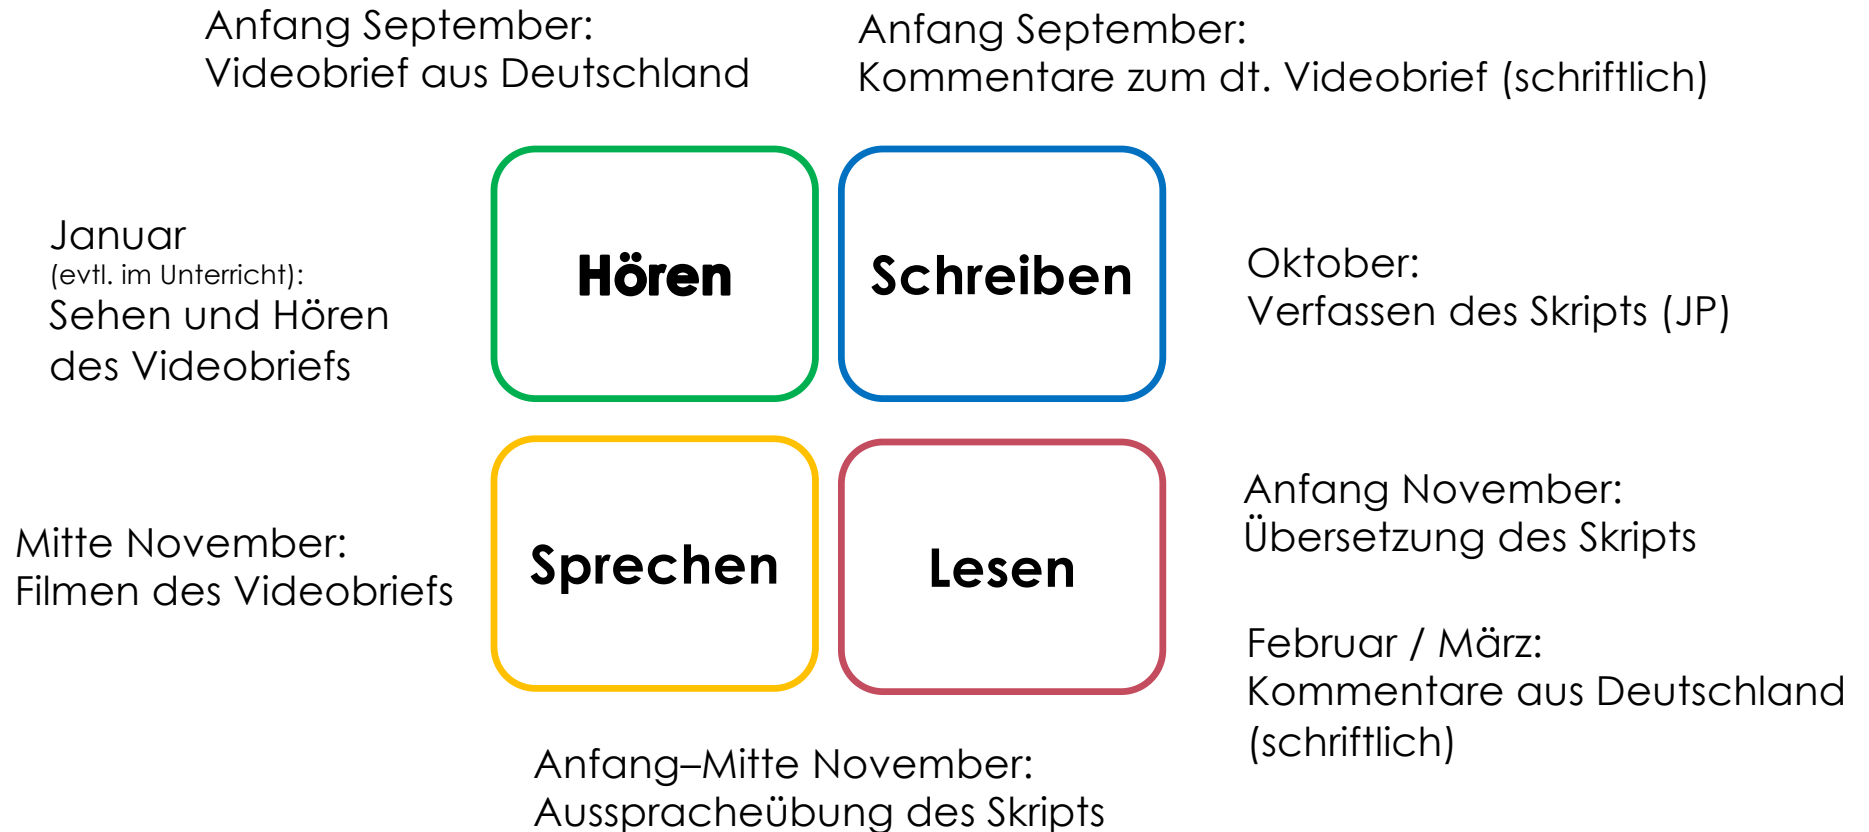 Anfang September:
Videobrief aus Deutschland
Anfang September:
Kommentare zum dt. Videobrief (schriftlich)
Januar
(evtl. im Unterricht):
Sehen und Hören
des Videobriefs
Hören
Schreiben
Oktober:
Verfassen des Skripts (JP)
Mitte November:
Filmen des Videobriefs
Sprechen
Lesen
Anfang November:
Übersetzung des Skripts
Februar / März:
Kommentare aus Deutschland
(schriftlich)
Anfang–Mitte November:
Ausspracheübung des Skripts